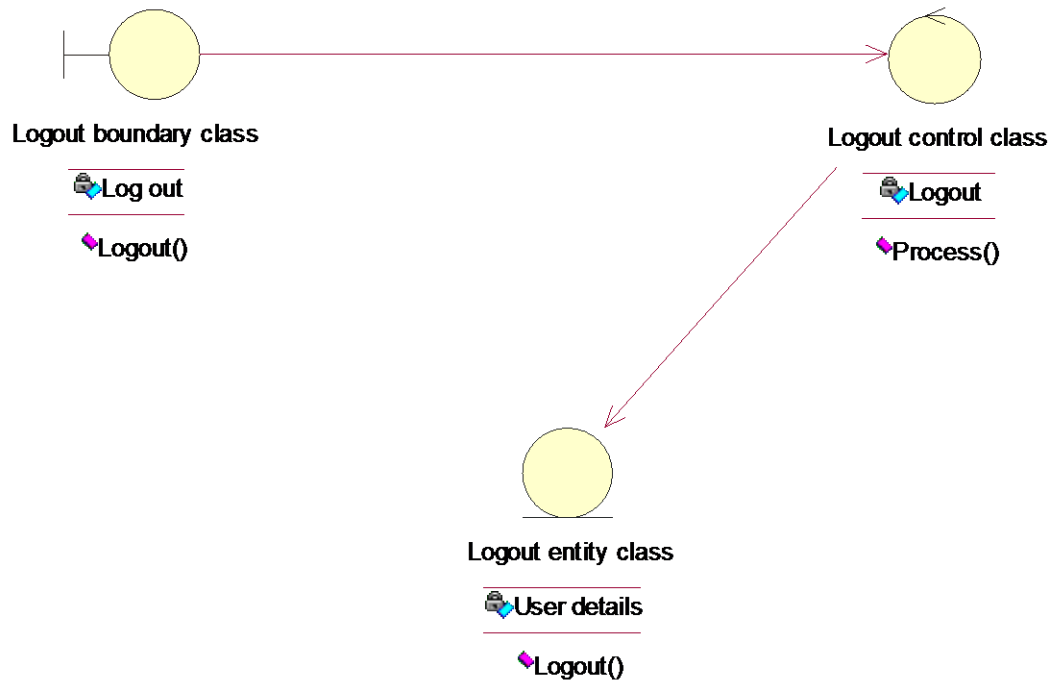 Logout boundary class
Log out
Logout()
Logout control class
Logout
Process()
Logout entity class
User details
Logout()